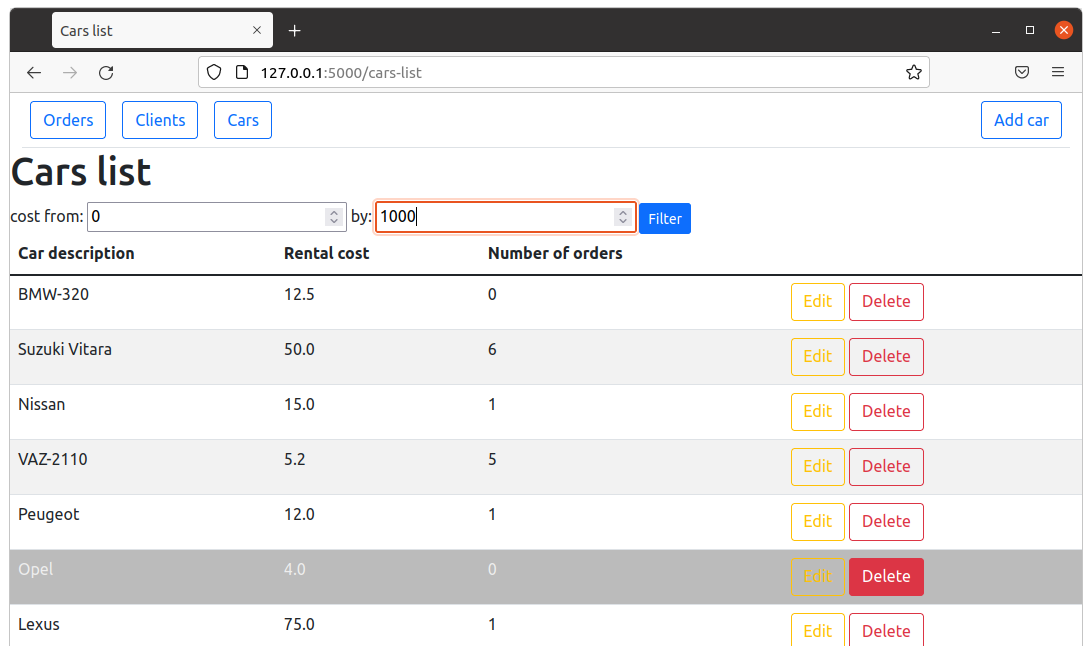 Cars list
127.0.0.1:5000/cars-list
Orders Clients Cars Add car
Cars list
cost from: 0 by: 1000 Filter
Car description Rental cost Number of orders
BMW-320 12.5 0 Edit Delete
Suzuki Vitara 50.0 6 Edit Delete
Nissan 15.0 1 Edit Delete
VAZ-2110 5.2 5 Edit Delete
Peugeot 12.0 1 Edit Delete
Opel 4.0 0 Edit Delete
Lexus 75.0 1 Edit Delete